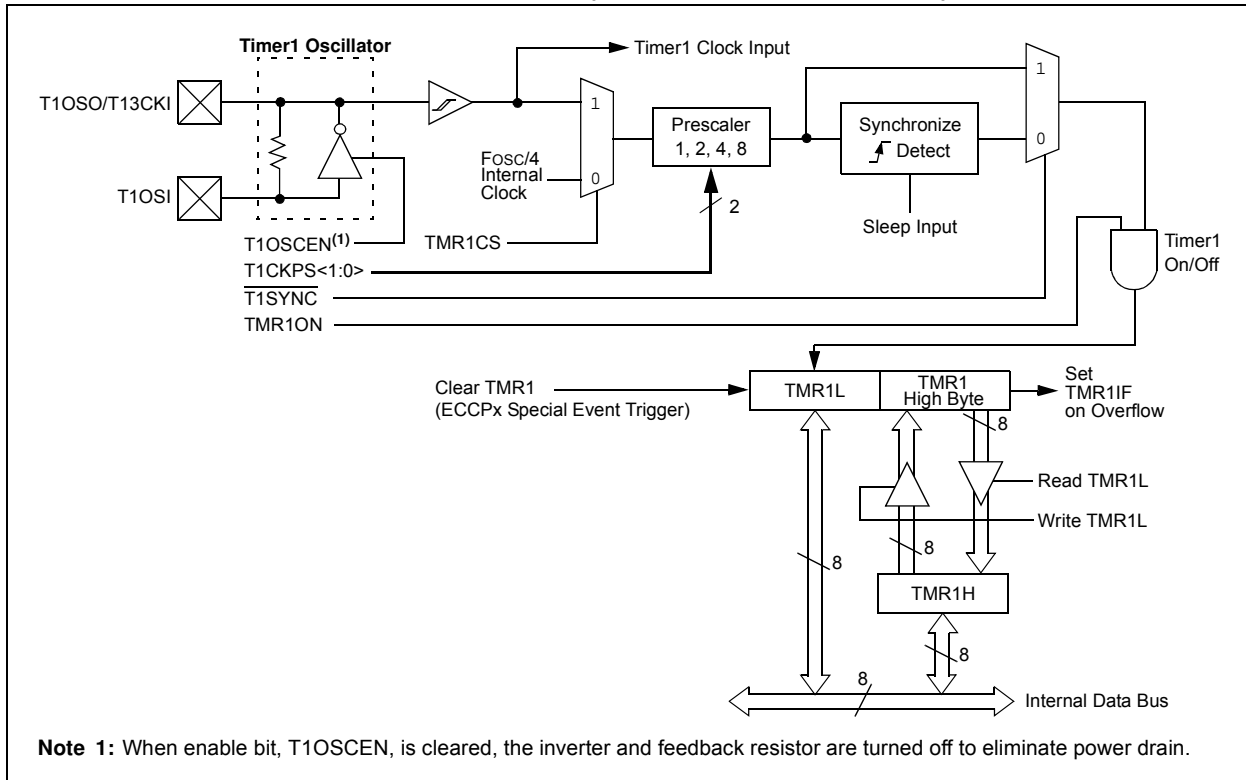 Timer1 Oscillator
Timer1 Clock Input
T1OSO/T13CKI
1
1
Prescaler
1, 2, 4, 8
Synchronize
Detect
FOSC/4
Internal
Clock
0
0
T1OSI
2
Sleep Input
T1OSCEN(1)
TMR1CS
Timer1
On/Off
T1CKPS<1:0>
T1SYNC
TMR1ON
Clear TMR1
(ECCPx Special Event Trigger)
TMR1L
TMR1
High Byte
Set
TMR1IF
on Overflow
8
Read TMR1L
Write TMR1L
8
8
TMR1H
8
8
Internal Data Bus
Note 1: When enable bit, T1OSCEN, is cleared, the inverter and feedback resistor are turned off to eliminate power drain.